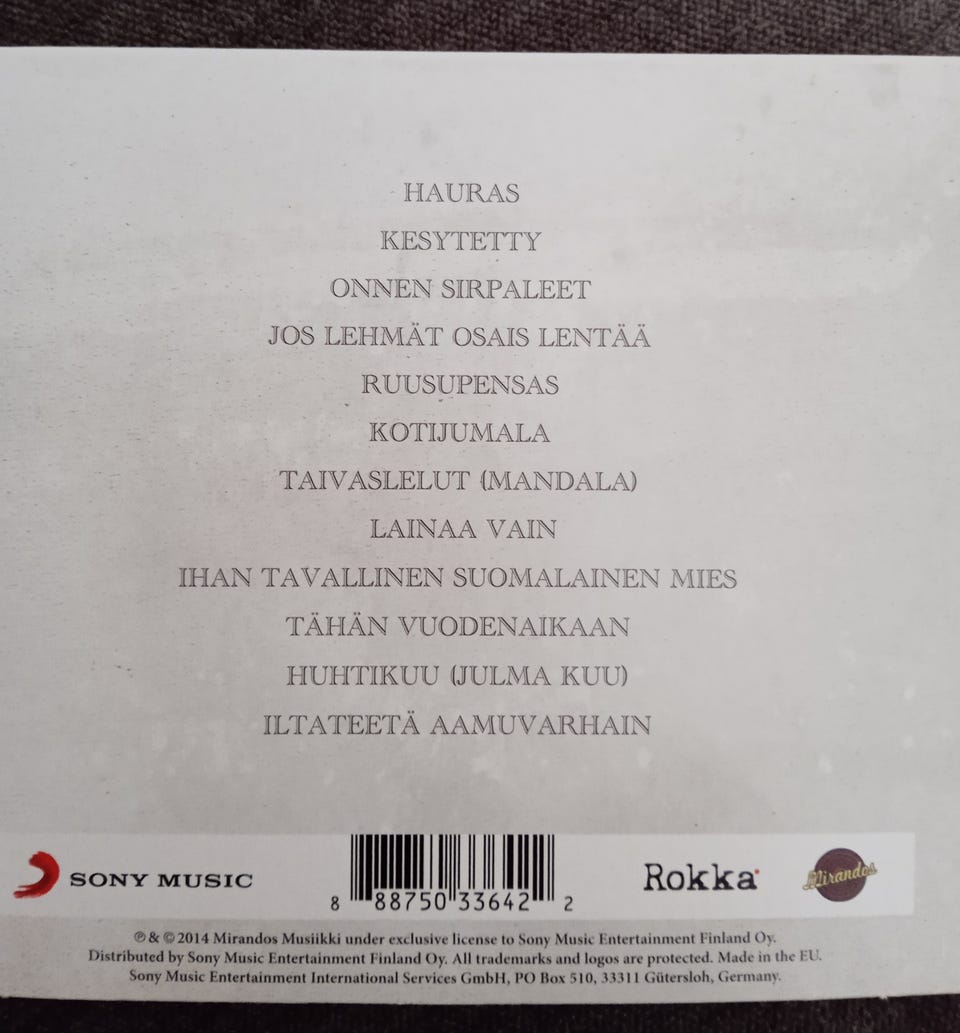 HAURAS
KESYTETTY
ONNEN SIRPALEET
JOS LEHMÄT OSAIS LENTÄÄ
RUUSUPENSAS
KOTIJUMALA
TAIVASLELUT (MANDALA)
LAINAA VAIN
IHAN TAVALLINEN SUOMALAINEN MIES
TÄHÄN VUODENAIKAAN
HUHTIKUU (JULMA KUU)
ILTATEETÄ AAMUVARHAIN
SONY MUSIC
8 88750 33642 2
Rokka
Mirandos
℗ & © 2014 Mirandos Musiikki under exclusive license to Sony Music Entertainment Finland Oy.
Distributed by Sony Music Entertainment Finland Oy. All trademarks and logos are protected. Made in the EU.
Sony Music Entertainment International Services GmbH, PO Box 510, 33311 Gütersloh, Germany.